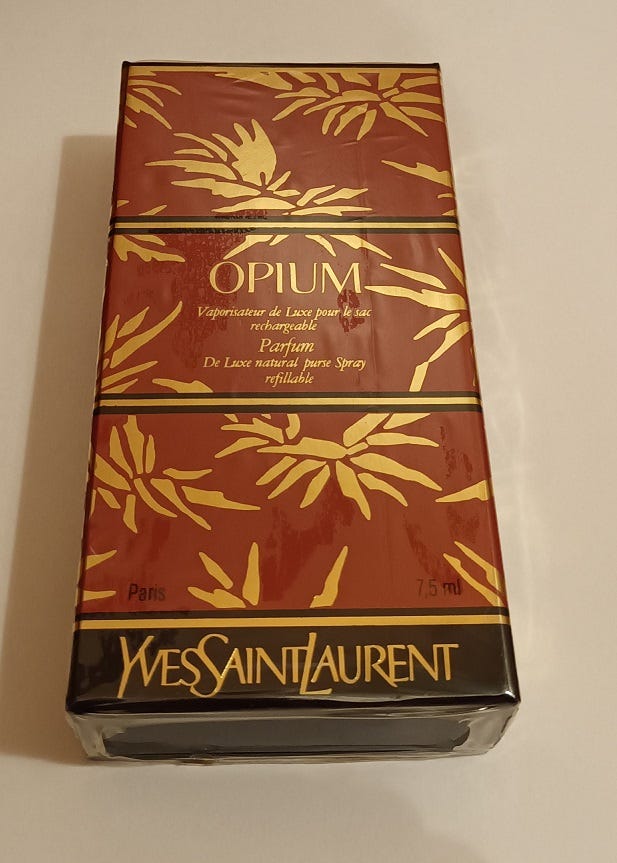 OPIUM
Vaporisateur de Luxe pour le sac
rechargeable
Parfum
De Luxe natural purse Spray
refillable
Paris 7,5 ml
YVESSAINTLAURENT